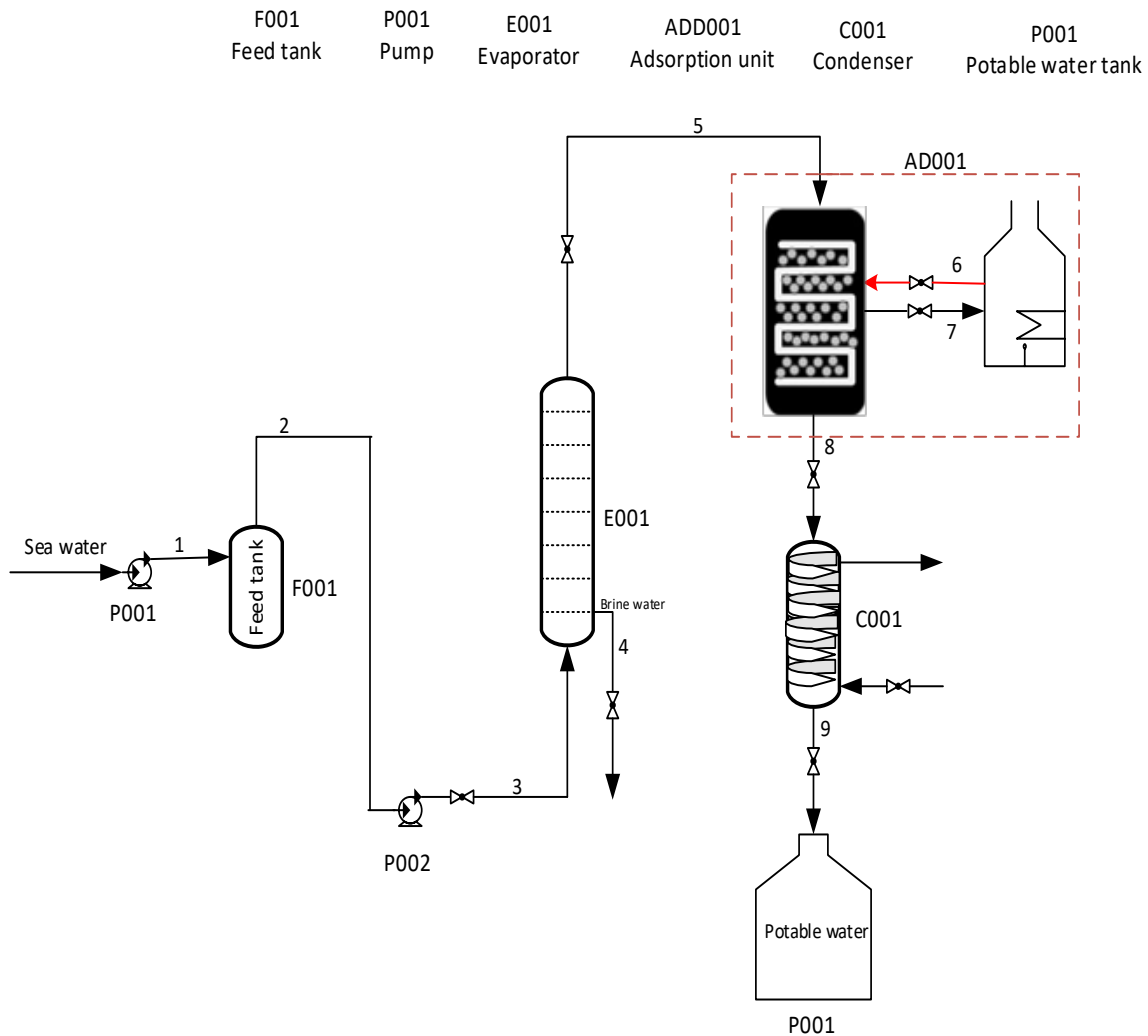 F001
Feed tank
P001
Pump
E001
Evaporator
ADD001
Adsorption unit
C001
Condenser
P001
Potable water tank
5
AD001
6
7
2
8
E001
Sea water
1
Feed tank
F001
P001
Brine water
4
C001
9
3
P002
Potable water
P001